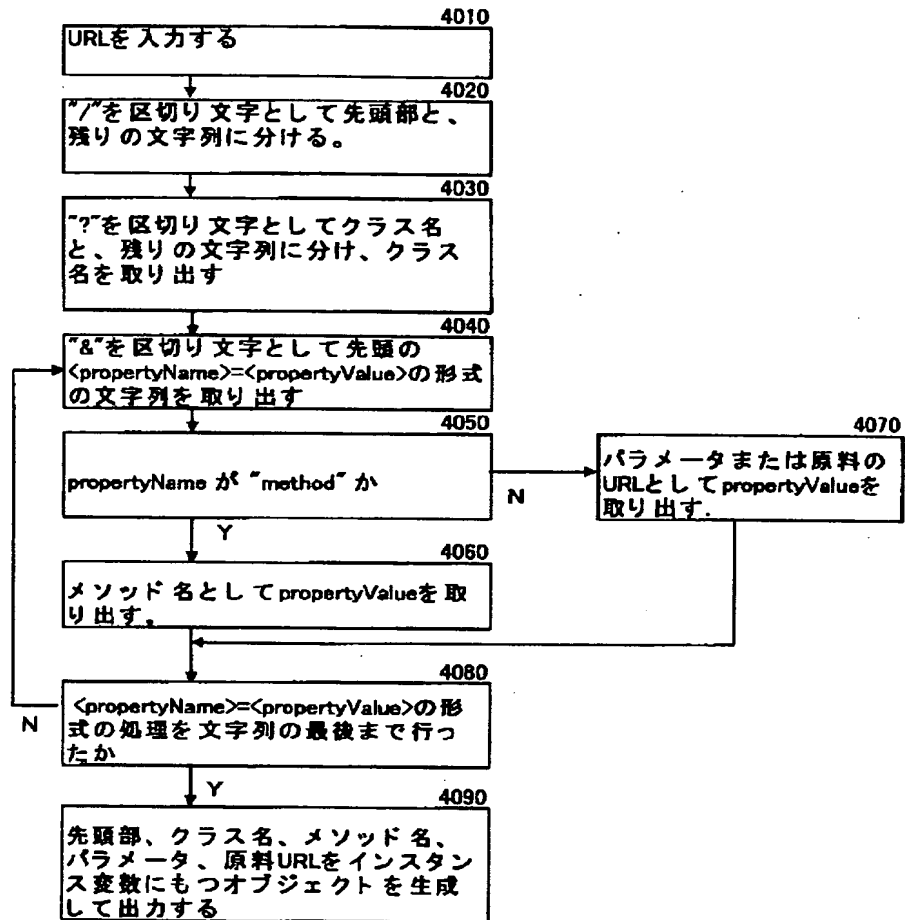 4010
URLを入力する
4020
"/"を区切り文字として先頭部と、
残りの文字列に分ける。
4030
"?"を区切り文字としてクラス名
と、残りの文字列に分け、クラス
名を取り出す
4040
"&"を区切り文字として先頭の
<propertyName>=<propertyValue>の形式
の文字列を取り出す
4050
propertyName が "method" か
N
4070
パラメータまたは原料の
URLとしてpropertyValueを
取り出す.
Y
4060
メソッド名としてpropertyValueを取
り出す。
4080
<propertyName>=<propertyValue>の形
式の処理を文字列の最後まで行っ
たか
N
Y
4090
先頭部、クラス名、メソッド名、
パラメータ、原料URLをインスタン
ス変数にもつオブジェクトを生成
して出力する